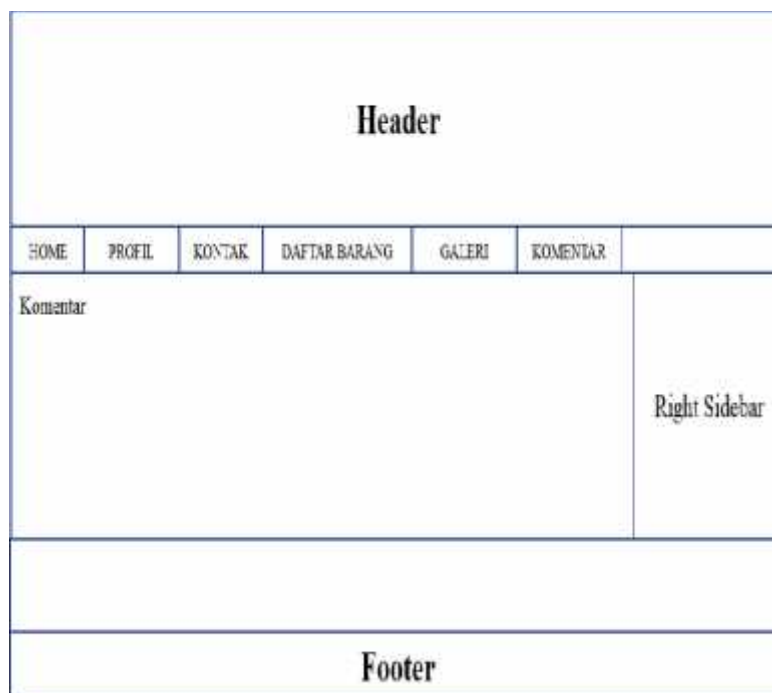 Header
HOME PROFIL KONTAK DAFTAR BARANG GALERI KOMENTAR
Komentar
Right Sidebar
Footer